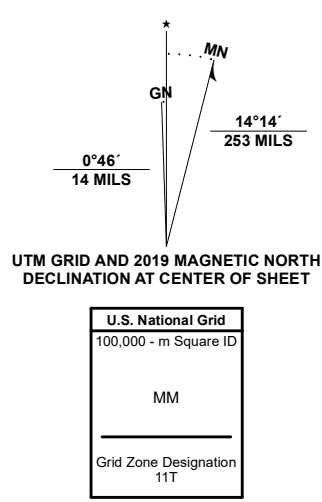 ★
MN
GN
14°14´
253 MILS
0°46´
14 MILS
UTM GRID AND 2019 MAGNETIC NORTH
DECLINATION AT CENTER OF SHEET
U.S. National Grid
100,000 - m Square ID
MM
Grid Zone Designation
11T